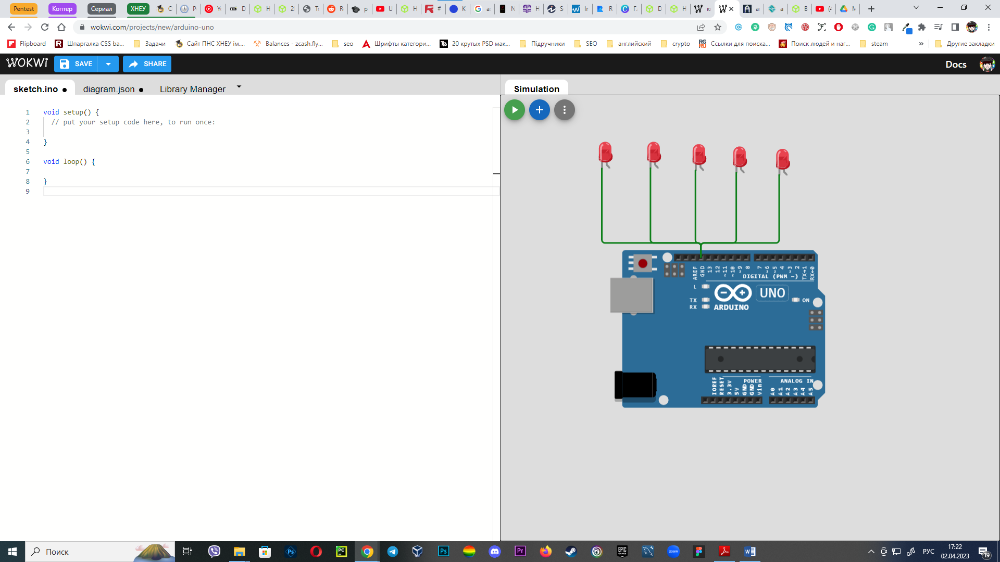 Pentest
Коптер
Сериал
ХНЕУ
wokwi.com/projects/new/arduino-uno
Flipboard
Шпаргалка CSS ba...
Задачи
Сайт ПНС ХНЕУ ім....
Balances - zcash.fly...
seo
Шрифты категори...
20 крутых PSD мак...
Підручники
SEO
английский
crypto
Ссылки для поиска...
Поиск людей и наг...
steam
»
Другие закладки
WOKWI
SAVE
SHARE
Docs
sketch.ino ●
diagram.json ●
Library Manager
Simulation
1 void setup() {
2 // put your setup code here, to run once:
3
4 }
5
6 void loop() {
7
8 }
9
AREF
GND
13
12
~11
~10
~9
8
7
~6
~5
4
~3
2
TX→1
RX←0
DIGITAL (PWM ~)
L
TX
RX
ARDUINO
UNO
ON
IOREF
RESET
3.3V
5V
GND
GND
Vin
POWER
ANALOG IN
A0
A1
A2
A3
A4
A5
Поиск
РУС
17:22
02.04.2023
19